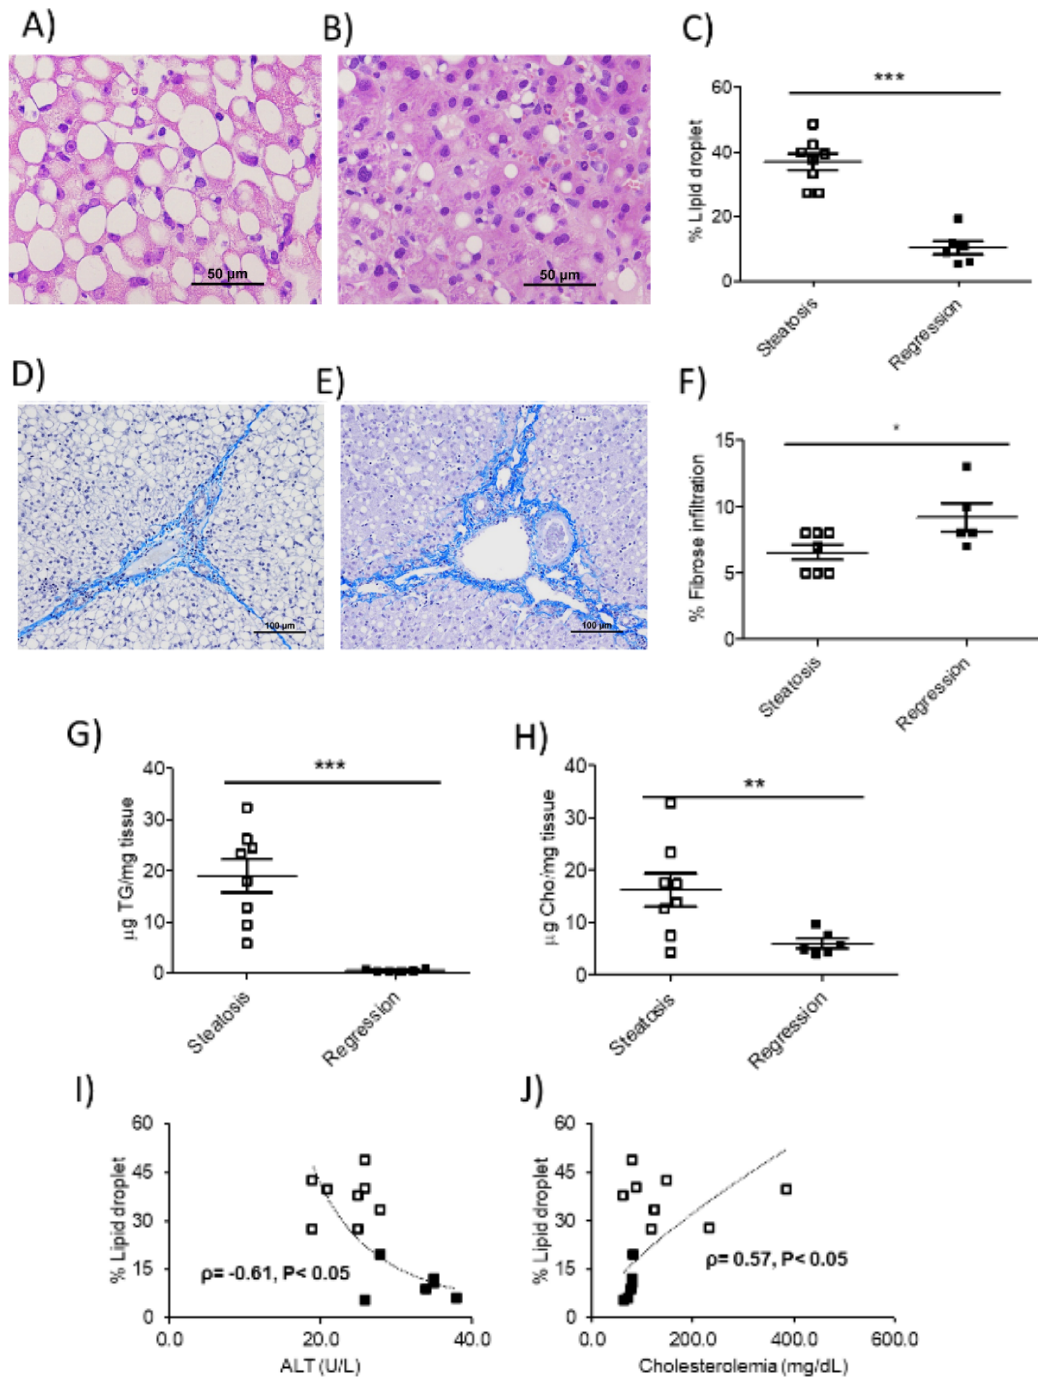 A)
B)
C)
50 µm
50 µm
% Lipid droplet
60
40
20
0
***
Steatosis
Regression
D)
E)
F)
100 µm
100 µm
% Fibrose infiltration
15
10
5
0
*
Steatosis
Regression
G)
H)
µg TG/mg tissue
40
30
20
10
0
***
Steatosis
Regression
µg Cho/mg tissue
40
30
20
10
0
**
Steatosis
Regression
I)
J)
% Lipid droplet
60
45
30
15
0
ρ= -0.61, P< 0.05
0.0
20.0
40.0
ALT (U/L)
% Lipid droplet
60
45
30
15
0
ρ= 0.57, P< 0.05
0.0
200.0
400.0
600.0
Cholesterolemia (mg/dL)